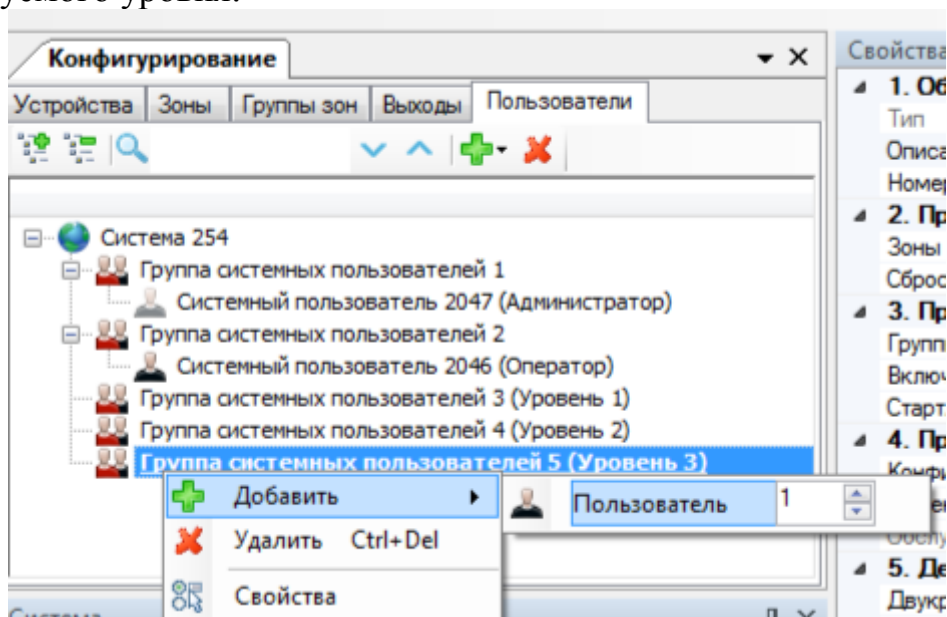 уемого уровня.
Конфигурирование
Устройства Зоны Группы зон Выходы Пользователи
Система 254
Группа системных пользователей 1
Системный пользователь 2047 (Администратор)
Группа системных пользователей 2
Системный пользователь 2046 (Оператор)
Группа системных пользователей 3 (Уровень 1)
Группа системных пользователей 4 (Уровень 2)
Группа системных пользователей 5 (Уровень 3)
Добавить
Пользователь 1
Удалить Ctrl+Del
Свойства
Система
Свойства
1. Об
Тип
Описа
Номер
2. Пр
Зоны
Сброс
3. Пр
Групп
Включ
Старт
4. Пр
Конфи
5. Де
Двукр